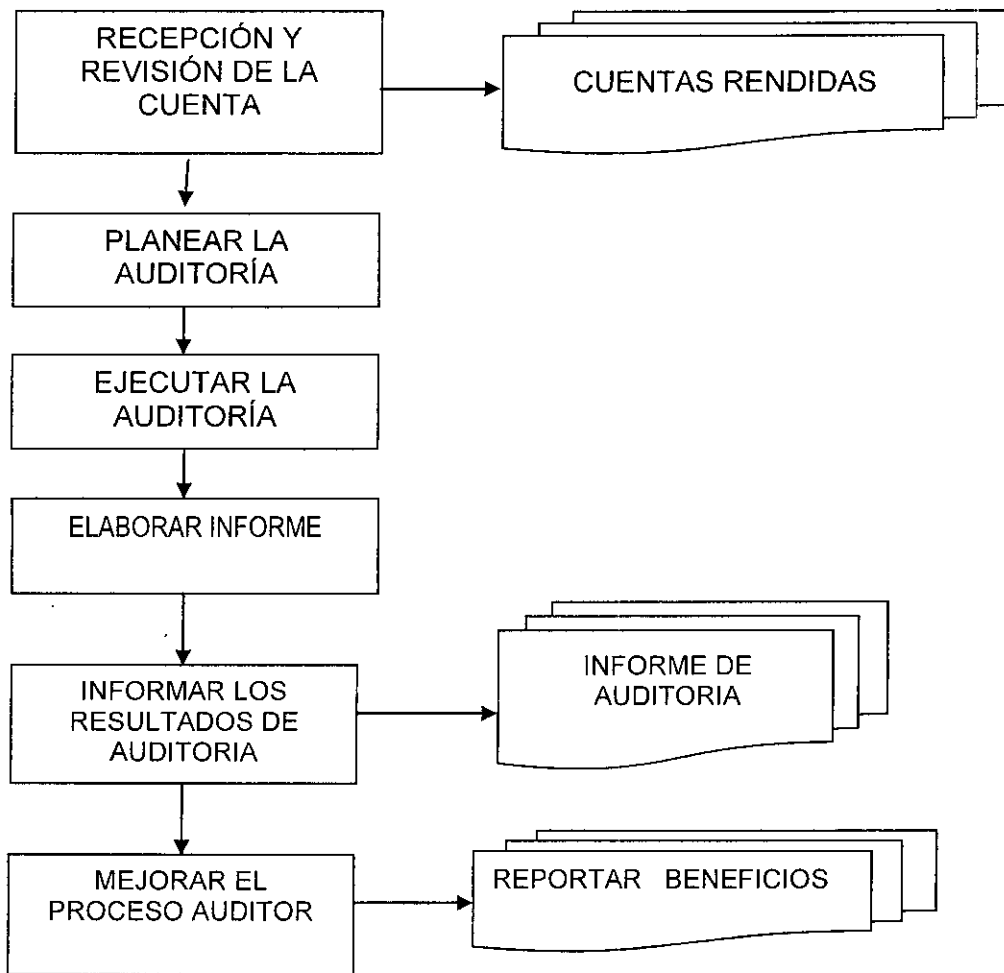 RECEPCIÓN Y
REVISIÓN DE LA
CUENTA
CUENTAS RENDIDAS
PLANEAR LA
AUDITORÍA
EJECUTAR LA
AUDITORÍA
ELABORAR INFORME
INFORMAR LOS
RESULTADOS DE
AUDITORIA
INFORME DE
AUDITORIA
MEJORAR EL
PROCESO AUDITOR
REPORTAR BENEFICIOS